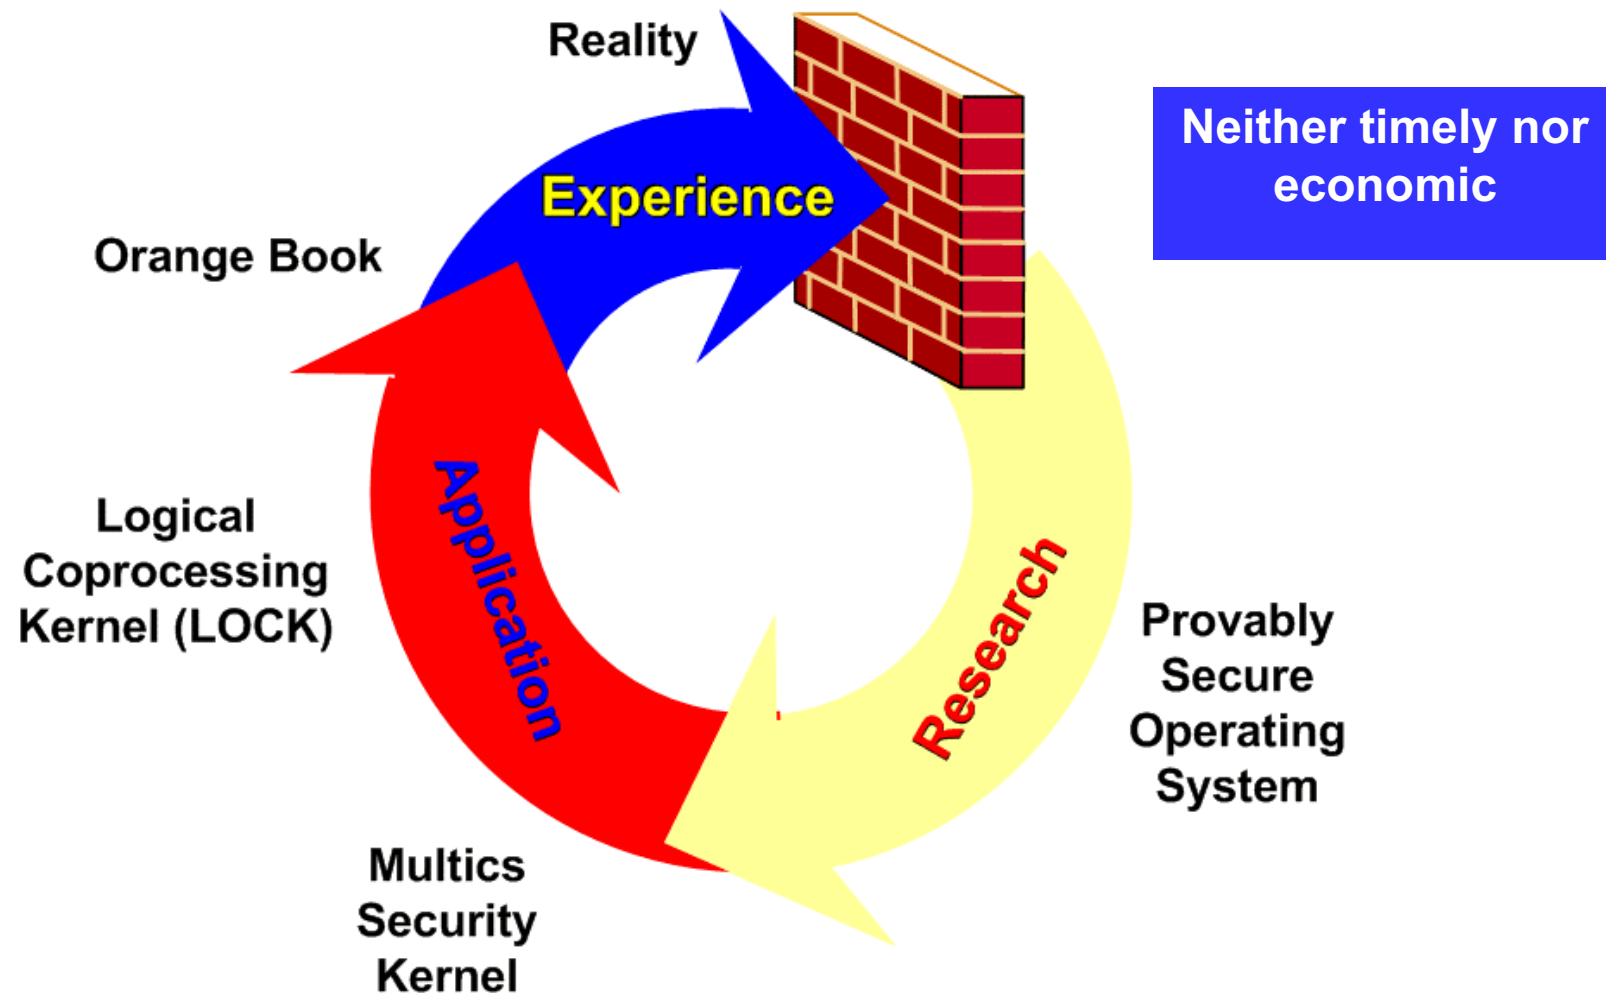 Reality
Neither timely nor
economic
Experience
Orange Book
Application
Logical
Coprocessing
Kernel (LOCK)
Research
Provably
Secure
Operating
System
Multics
Security
Kernel